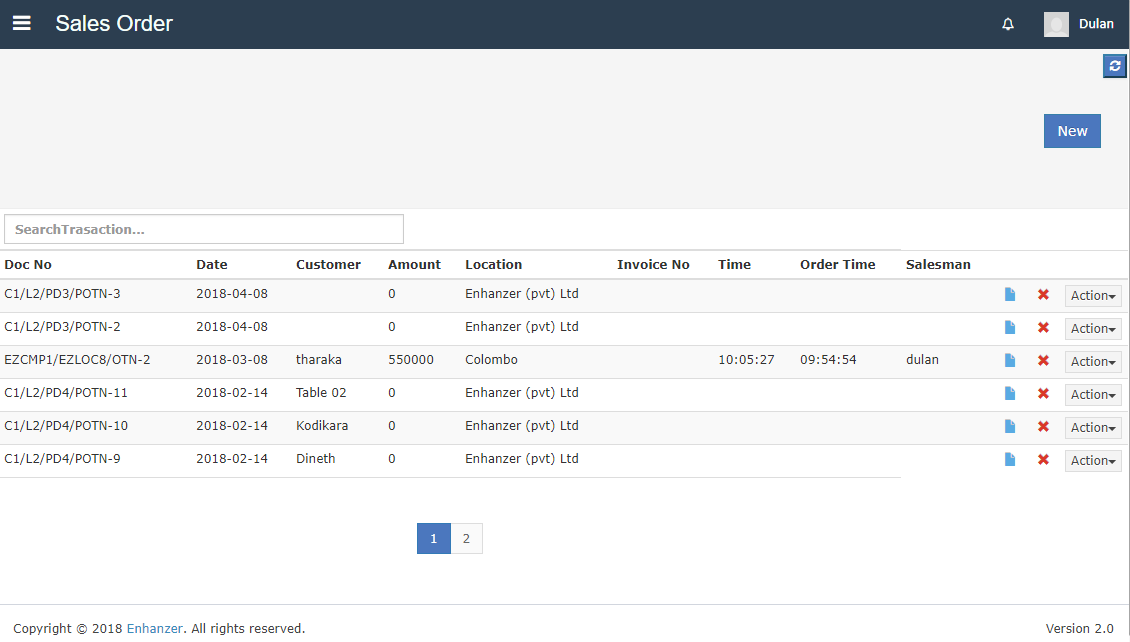 Sales Order Dulan
New
SearchTrasaction...
Doc No Date Customer Amount Location Invoice No Time Order Time Salesman
C1/L2/PD3/POTN-3 2018-04-08 0 Enhanzer (pvt) Ltd Action
C1/L2/PD3/POTN-2 2018-04-08 0 Enhanzer (pvt) Ltd Action
EZCMP1/EZLOC8/OTN-2 2018-03-08 tharaka 550000 Colombo 10:05:27 09:54:54 dulan Action
C1/L2/PD4/POTN-11 2018-02-14 Table 02 0 Enhanzer (pvt) Ltd Action
C1/L2/PD4/POTN-10 2018-02-14 Kodikara 0 Enhanzer (pvt) Ltd Action
C1/L2/PD4/POTN-9 2018-02-14 Dineth 0 Enhanzer (pvt) Ltd Action
1 2
Copyright © 2018 Enhanzer. All rights reserved. Version 2.0